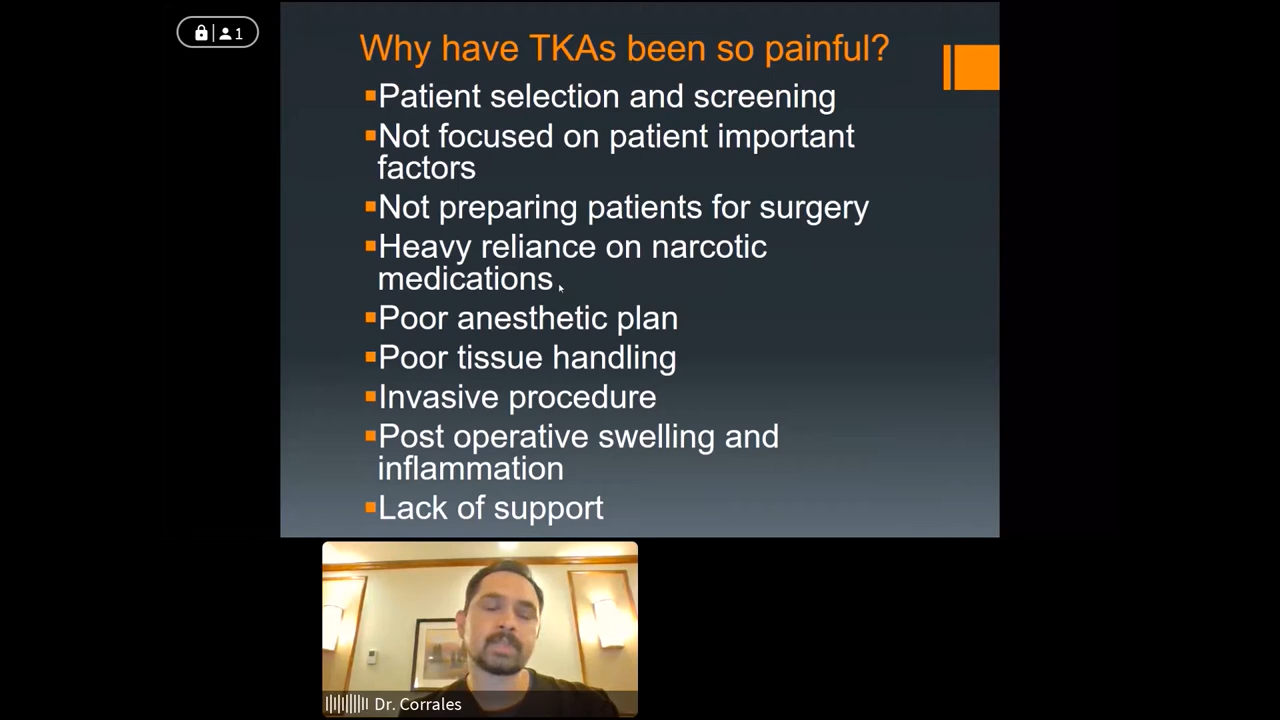 1
Why have TKAs been so painful?
Patient selection and screening
Not focused on patient important
factors
Not preparing patients for surgery
Heavy reliance on narcotic
medications
Poor anesthetic plan
Poor tissue handling
Invasive procedure
Post operative swelling and
inflammation
Lack of support
Dr. Corrales